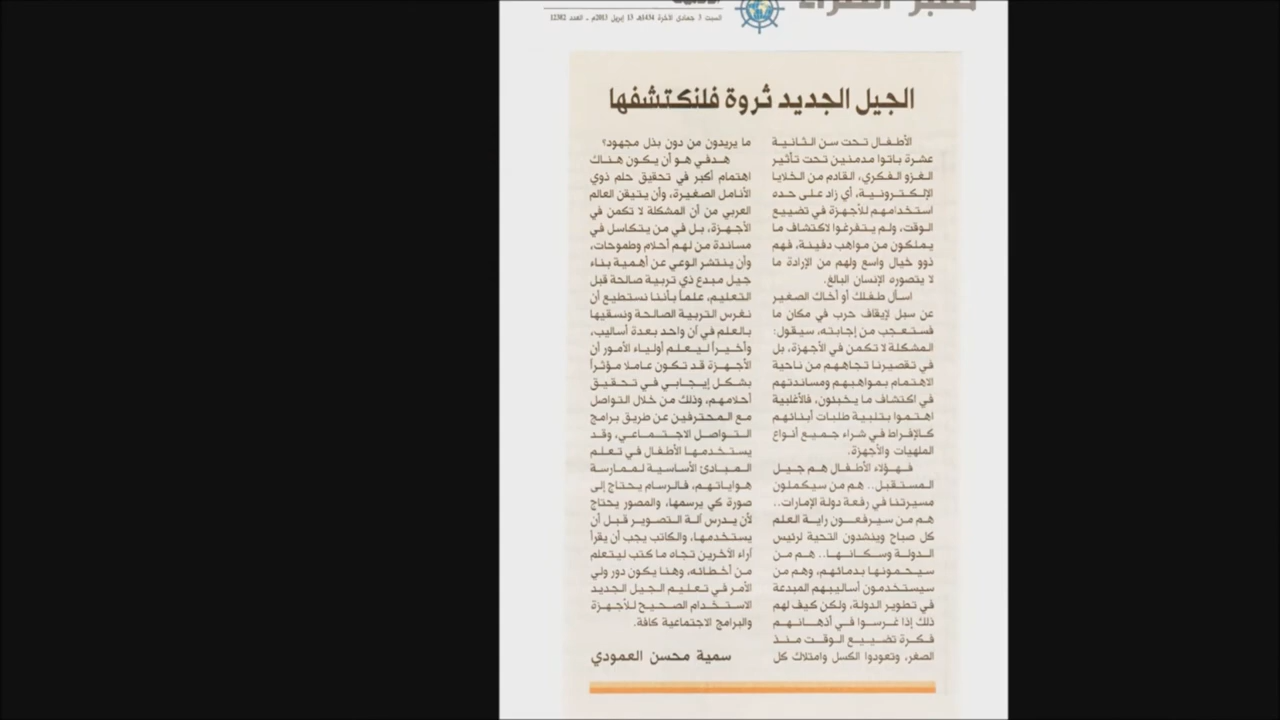 السبت 3 جمادى الآخرة 1434هـ 13 إبريل 2013م ـ العدد 12382
الجيل الجديد ثروة فلنكتشفها
الأطفال تحت سن الثانية
عشرة باتوا مدمنين تحت تأثير
الغزو الفكري، القادم من الخلايا
الإلكترونية، أي زاد على حده
استخدامهم للأجهزة في تضييع
الوقت، ولم يتفرغوا لاكتشاف ما
يملكون من مواهب دفينة، فهم
ذوو خيال واسع ولهم من الإرادة ما
لا يتصوره الإنسان البالغ.
اسأل طفلك أو أخاك الصغير
عن سبل لإيقاف حرب في مكان ما
فستعجب من إجابته، سيقول:
المشكلة لا تكمن في الأجهزة، بل
في تقصيرنا تجاههم من ناحية
الاهتمام بمواهبهم ومساندتهم
في اكتشاف ما يخبئون، فالأغلبية
اهتموا بتلبية طلبات أبنائهم
كالإفراط في شراء جميع أنواع
الملهيات والأجهزة.
فهؤلاء الأطفال هم جيل
المستقبل.. هم من سيكملون
مسيرتنا في رفعة دولة الإمارات..
هم من سيرفعون راية العلم
كل صباح وينشدون التحية لرئيس
الدولة وسكانها.. هم من
سيحمونها بدمائهم، وهم من
سيستخدمون أساليبهم المبدعة
في تطوير الدولة، ولكن كيف لهم
ذلك إذا غرسوا في أذهانهم
فكرة تضييع الوقت منذ
الصغر، وتعودوا الكسل وامتلاك كل
ما يريدون من دون بذل مجهود؟
هدفي هو أن يكون هناك
اهتمام أكبر في تحقيق حلم ذوي
الأنامل الصغيرة، وأن يتيقن العالم
العربي من أن المشكلة لا تكمن في
الأجهزة، بل في من يتكاسل في
مساندة من لهم أحلام وطموحات،
وأن ينتشر الوعي عن أهمية بناء
جيل مبدع ذي تربية صالحة قبل
التعليم، علماً بأننا نستطيع أن
نغرس التربية الصالحة ونسقيها
بالعلم في آن واحد بعدة أساليب،
وأخيراً ليعلم أولياء الأمور أن
الأجهزة قد تكون عاملا مؤثراً
بشكل إيجابي في تحقيق
أحلامهم، وذلك من خلال التواصل
مع المحترفين عن طريق برامج
التواصل الاجتماعي، وقد
يستخدمها الأطفال في تعلم
المبادئ الأساسية لممارسة
هواياتهم، فالرسام يحتاج إلى
صورة كي يرسمها، والمصور يحتاج
لأن يدرس آلة التصوير قبل أن
يستخدمها، والكاتب يجب أن يقرأ
آراء الآخرين تجاه ما كتب ليتعلم
من أخطائه، وهنا يكون دور ولي
الأمر في تعليم الجيل الجديد
الاستخدام الصحيح للأجهزة
والبرامج الاجتماعية كافة.
سمية محسن العمودي